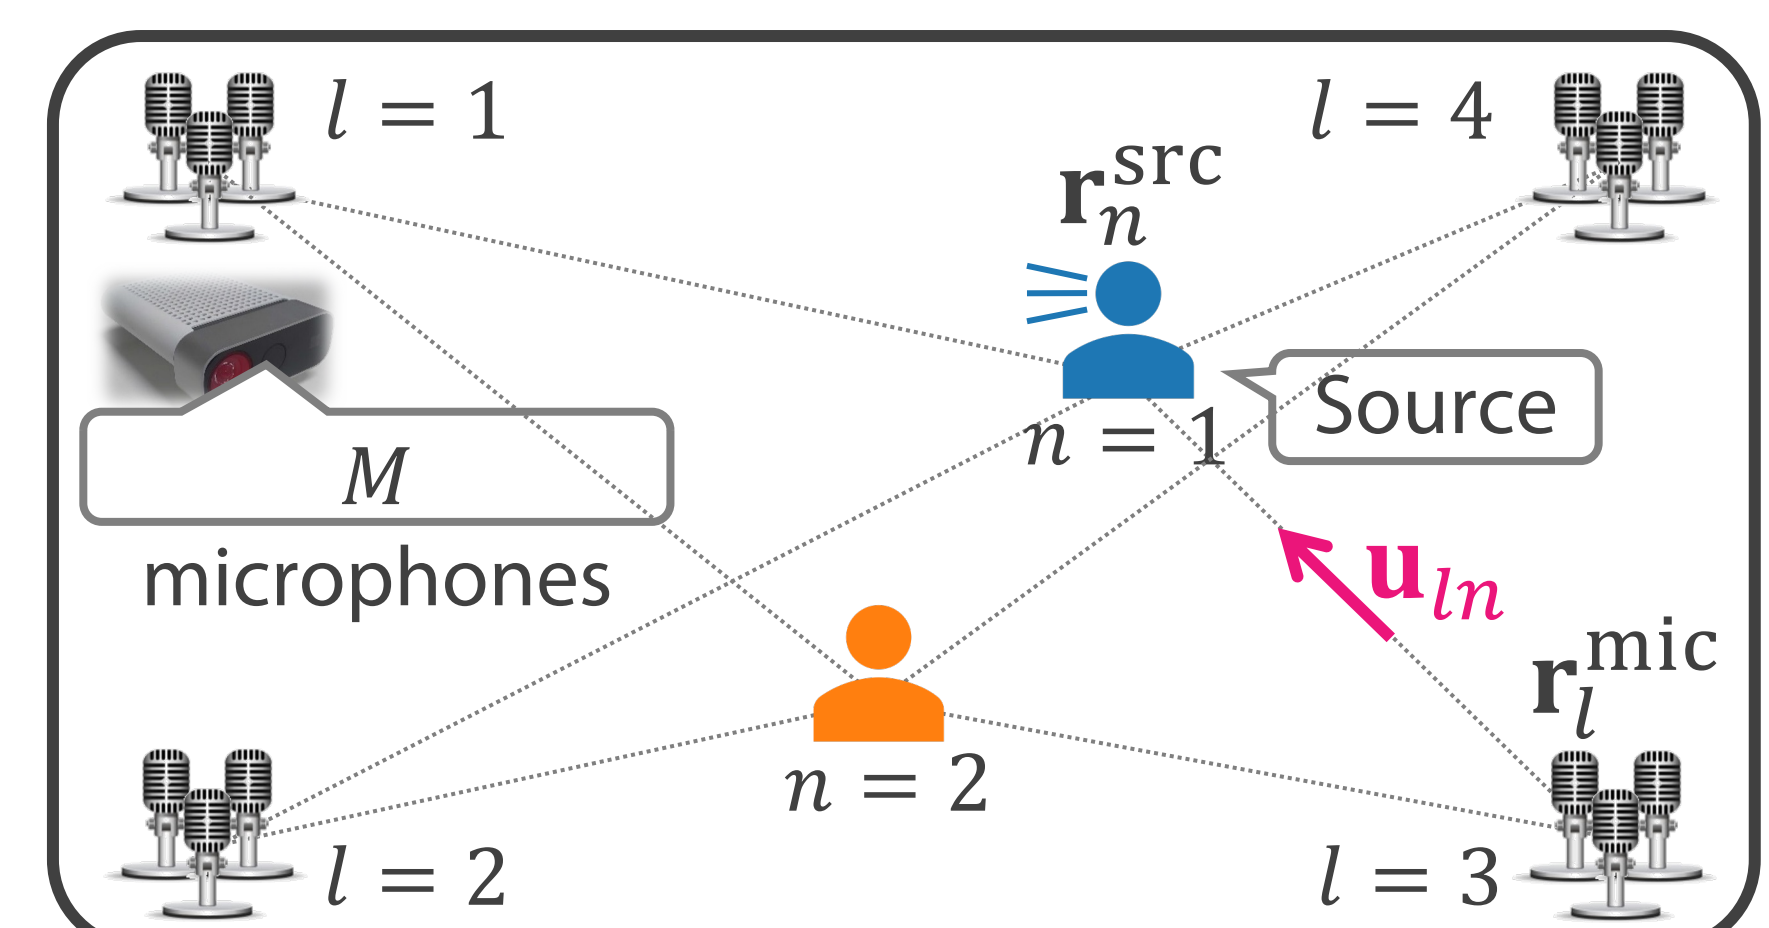 l = 1
l = 4
r_n^src
M
microphones
n = 1
Source
u_ln
r_l^mic
n = 2
l = 2
l = 3